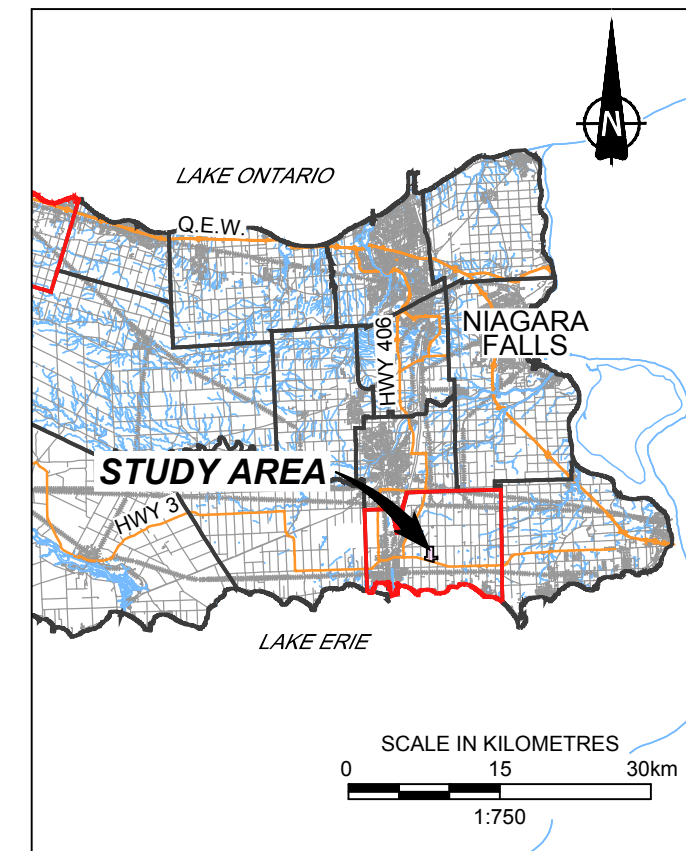 N
LAKE ONTARIO
Q.E.W.
HWY 406
NIAGARA
FALLS
STUDY AREA
HWY 3
LAKE ERIE
SCALE IN KILOMETRES
0 15 30km
1:750